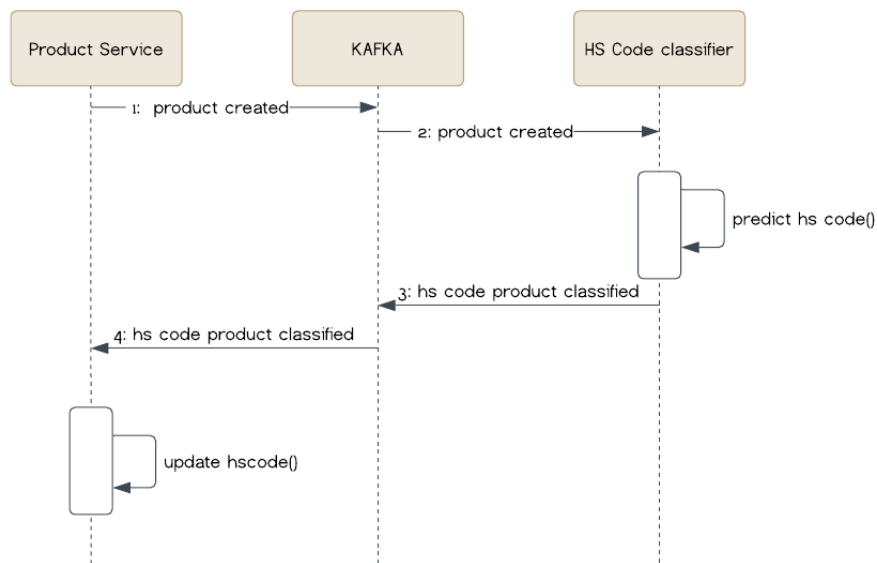 Product Service
KAFKA
HS Code classifier
1: product created
2: product created
predict hs code()
3: hs code product classified
4: hs code product classified
update hscode()